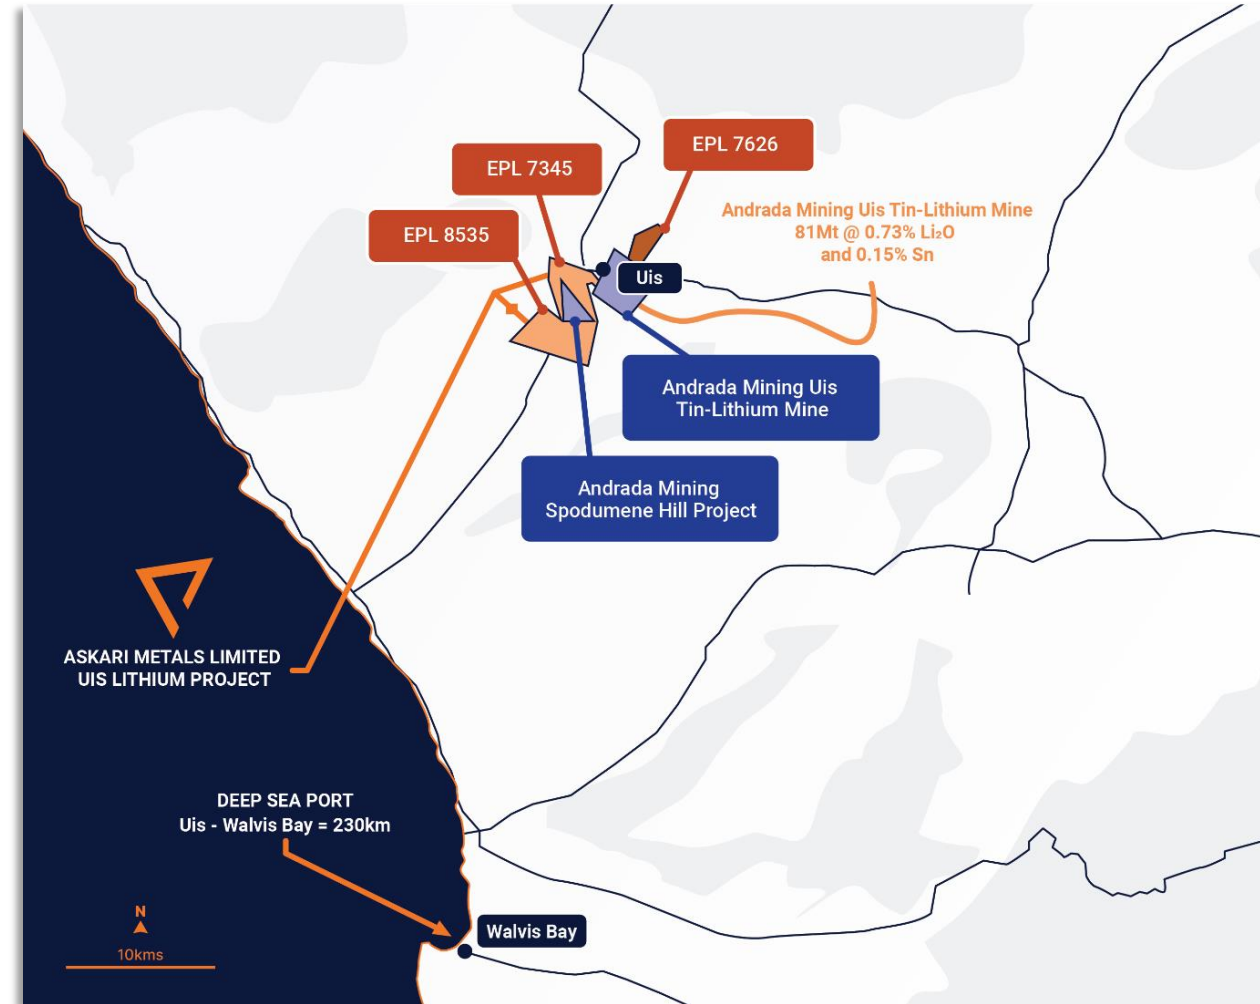 EPL 7626
EPL 7345
EPL 8535
Andrada Mining Uis Tin-Lithium Mine
81Mt @ 0.73% Li₂O
and 0.15% Sn
Uis
Andrada Mining Uis
Tin-Lithium Mine
Andrada Mining
Spodumene Hill Project
ASKARI METALS LIMITED
UIS LITHIUM PROJECT
DEEP SEA PORT
Uis - Walvis Bay = 230km
Walvis Bay
N
10kms